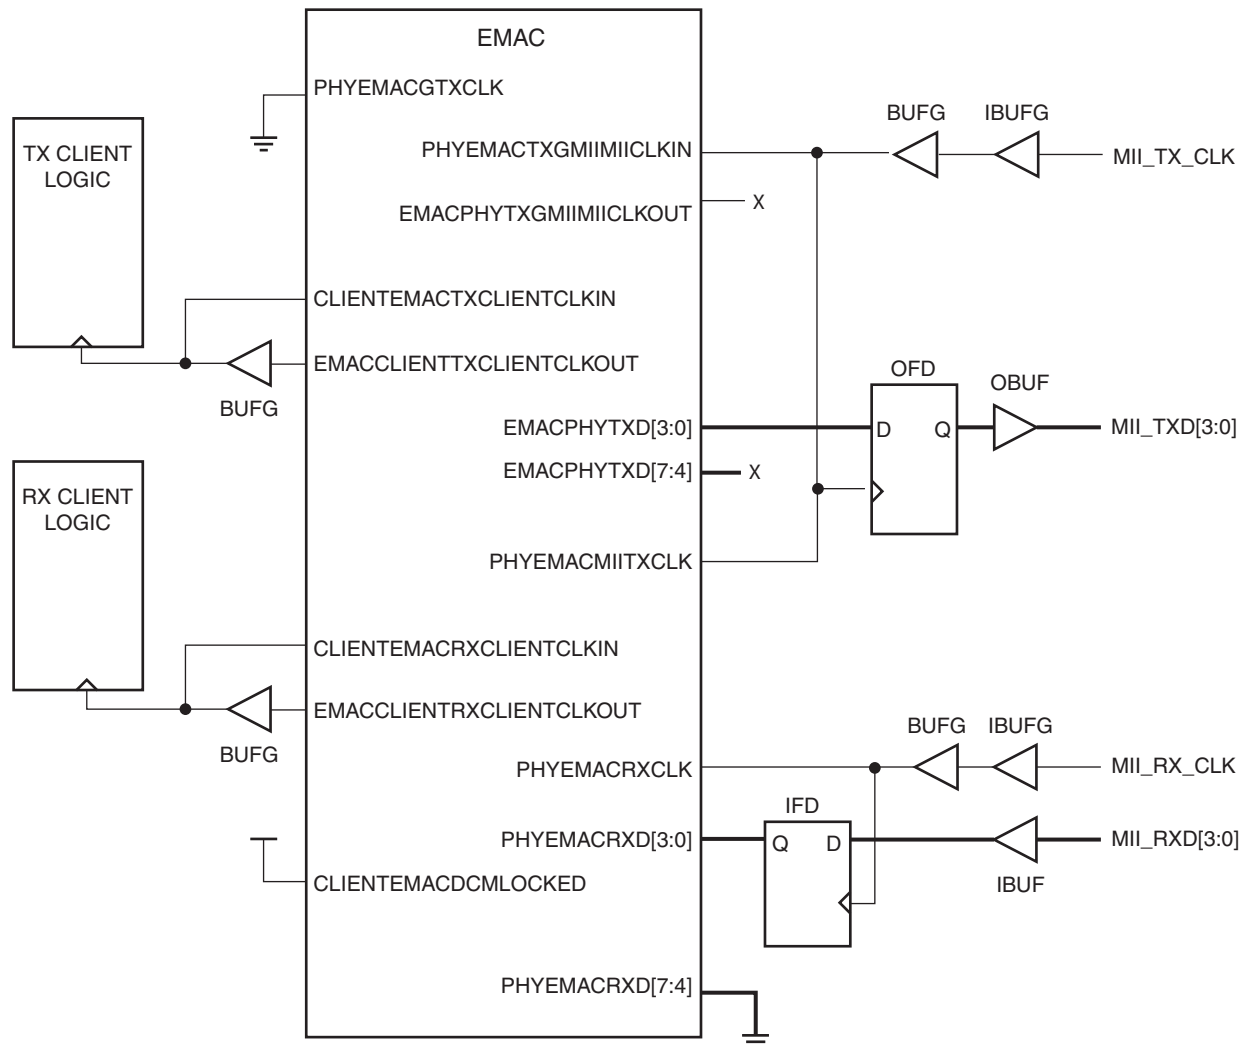 EMAC
PHYEMACGTXCLK
TX CLIENT
LOGIC
BUFG
IBUFG
PHYEMACTXGMIIMIICLKIN
MII_TX_CLK
EMACPHYTXGMIIMIICLKOUT
X
CLIENTEMACTXCLIENTCLKIN
EMACCLIENTTXCLIENTCLKOUT
BUFG
OFD
OBUF
EMACPHYTXD[3:0]
D
Q
MII_TXD[3:0]
EMACPHYTXD[7:4]
X
RX CLIENT
LOGIC
PHYEMACMIITXCLK
CLIENTEMACRXCLIENTCLKIN
EMACCLIENTRXCLIENTCLKOUT
BUFG
BUFG
IBUFG
PHYEMACRXCLK
MII_RX_CLK
IFD
PHYEMACRXD[3:0]
Q
D
MII_RXD[3:0]
IBUF
CLIENTEMACDCMLOCKED
PHYEMACRXD[7:4]